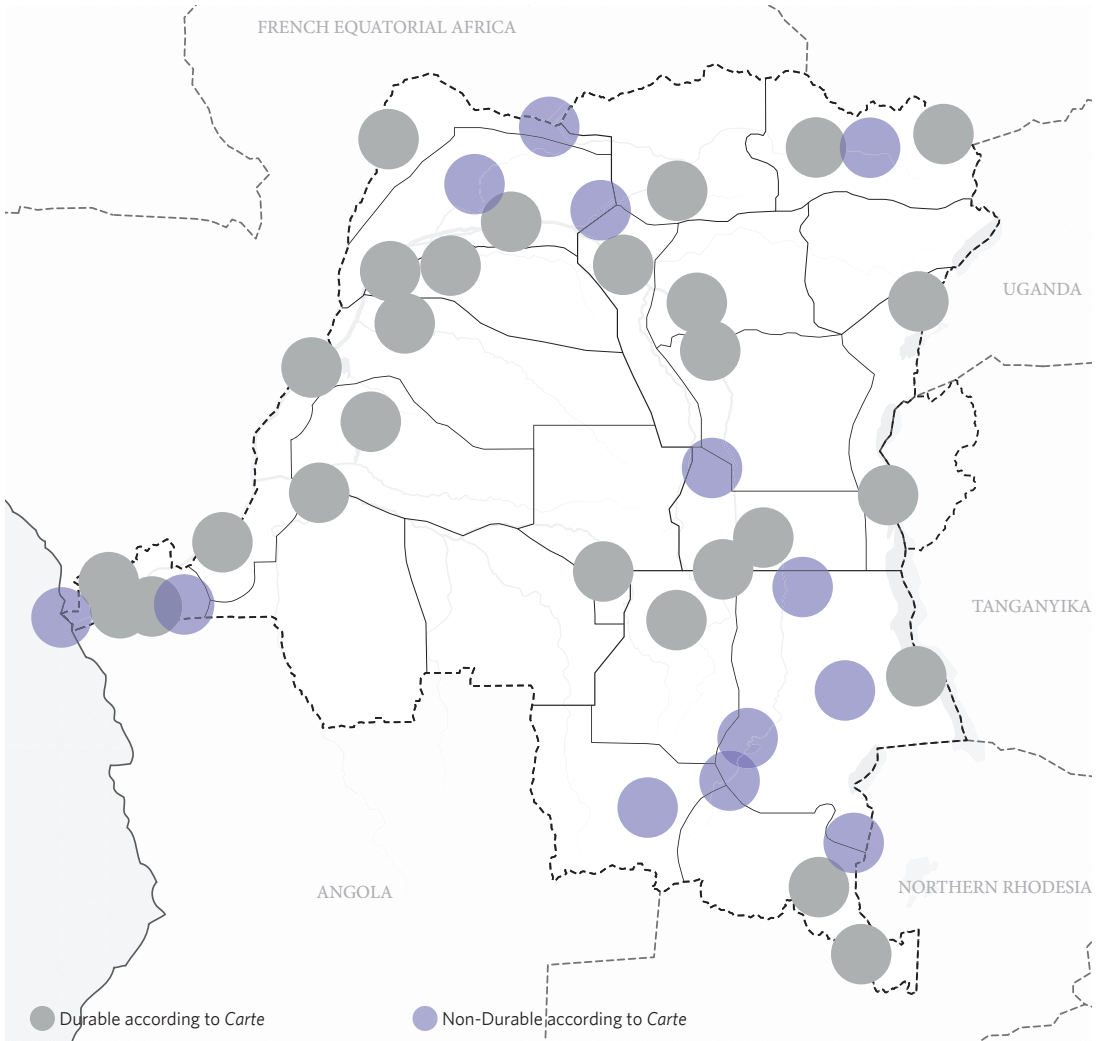 FRENCH EQUATORIAL AFRICA
UGANDA
TANGANYIKA
NORTHERN RHODESIA
ANGOLA
Durable according to Carte
Non-Durable according to Carte